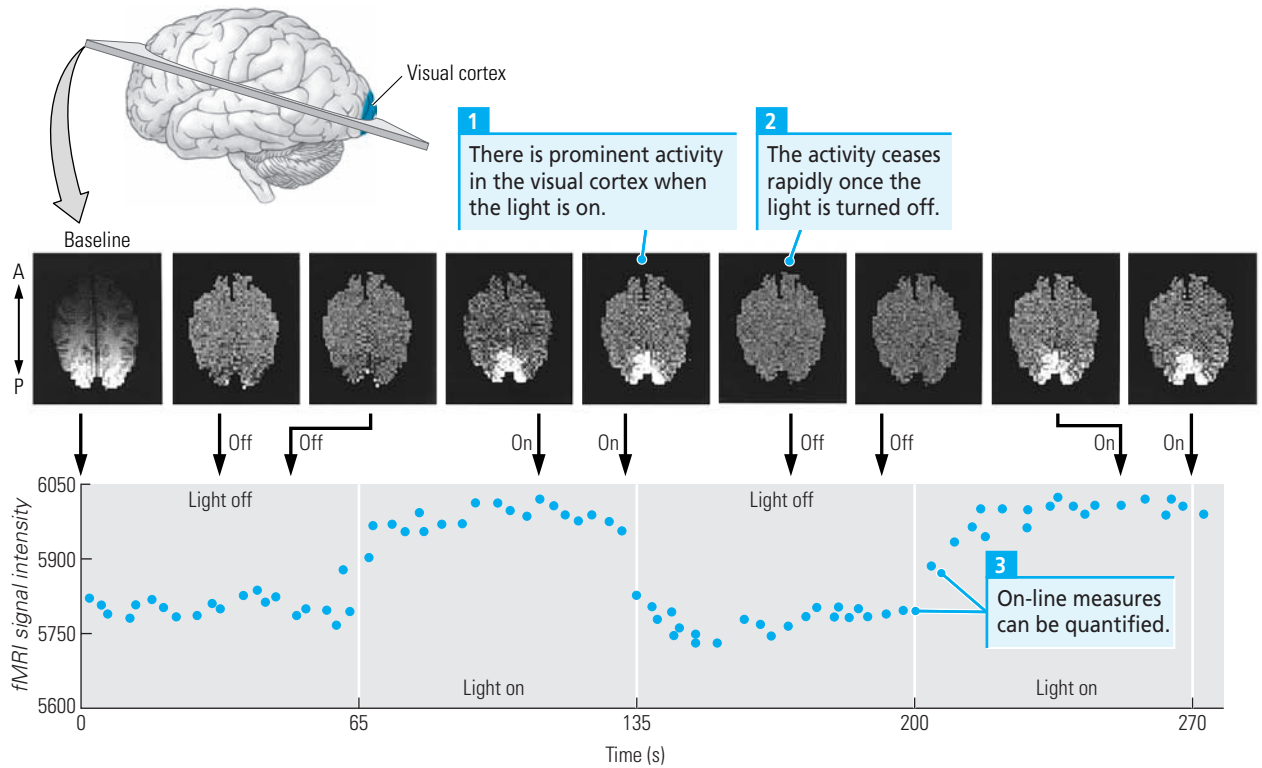 Visual cortex
1
There is prominent activity
in the visual cortex when
the light is on.
2
The activity ceases
rapidly once the
light is turned off.
Baseline
A
P
Off
Off
On
On
Off
Off
On
On
fMRI signal intensity
6050
5900
5750
5600
Light off
Light on
Light off
Light on
3
On-line measures
can be quantified.
0
65
135
200
270
Time (s)